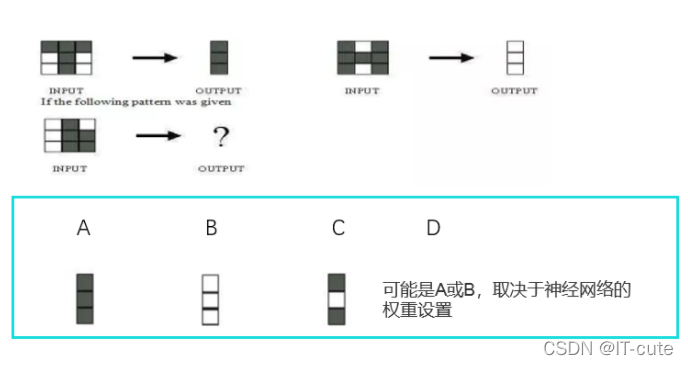 INPUT OUTPUT INPUT OUTPUT
If the following pattern was given
?
INPUT OUTPUT
A B C D
可能是A或B，取决于神经网络的
权重设置
CSDN @IT-cute